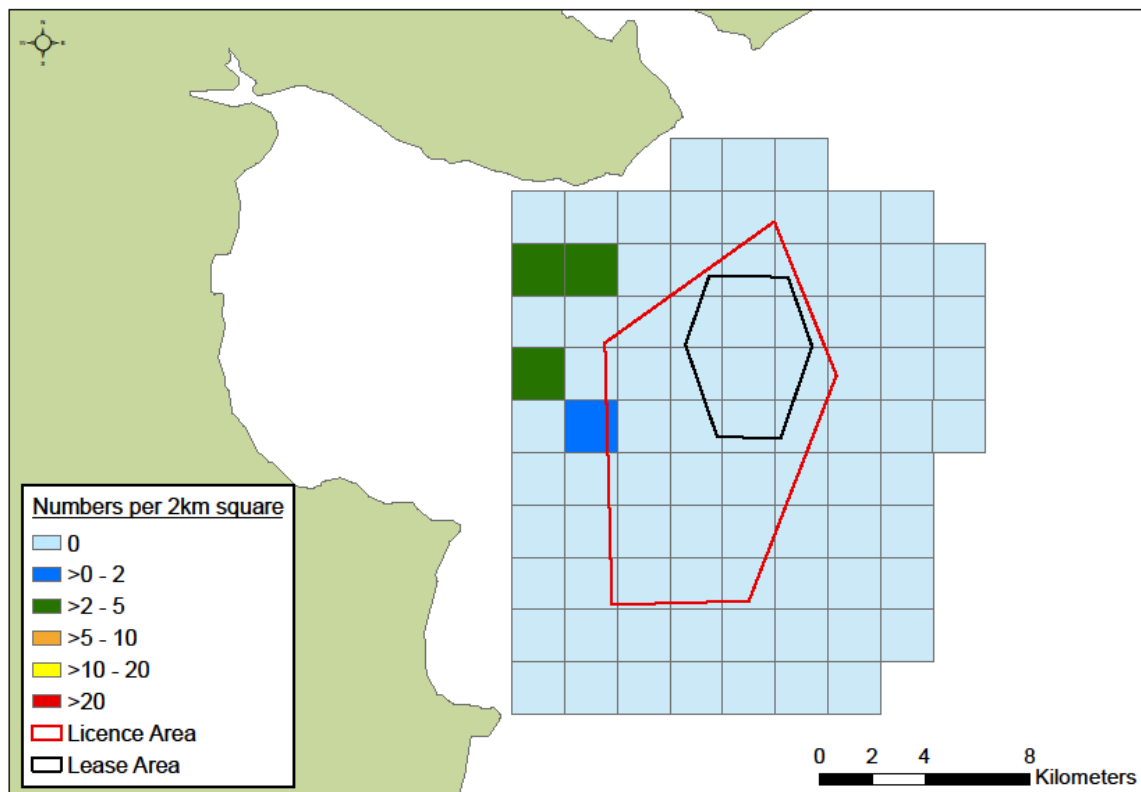 N
W E
S
Numbers per 2km square
0
>0 - 2
>2 - 5
>5 - 10
>10 - 20
>20
Licence Area
Lease Area
0 2 4 8
Kilometers